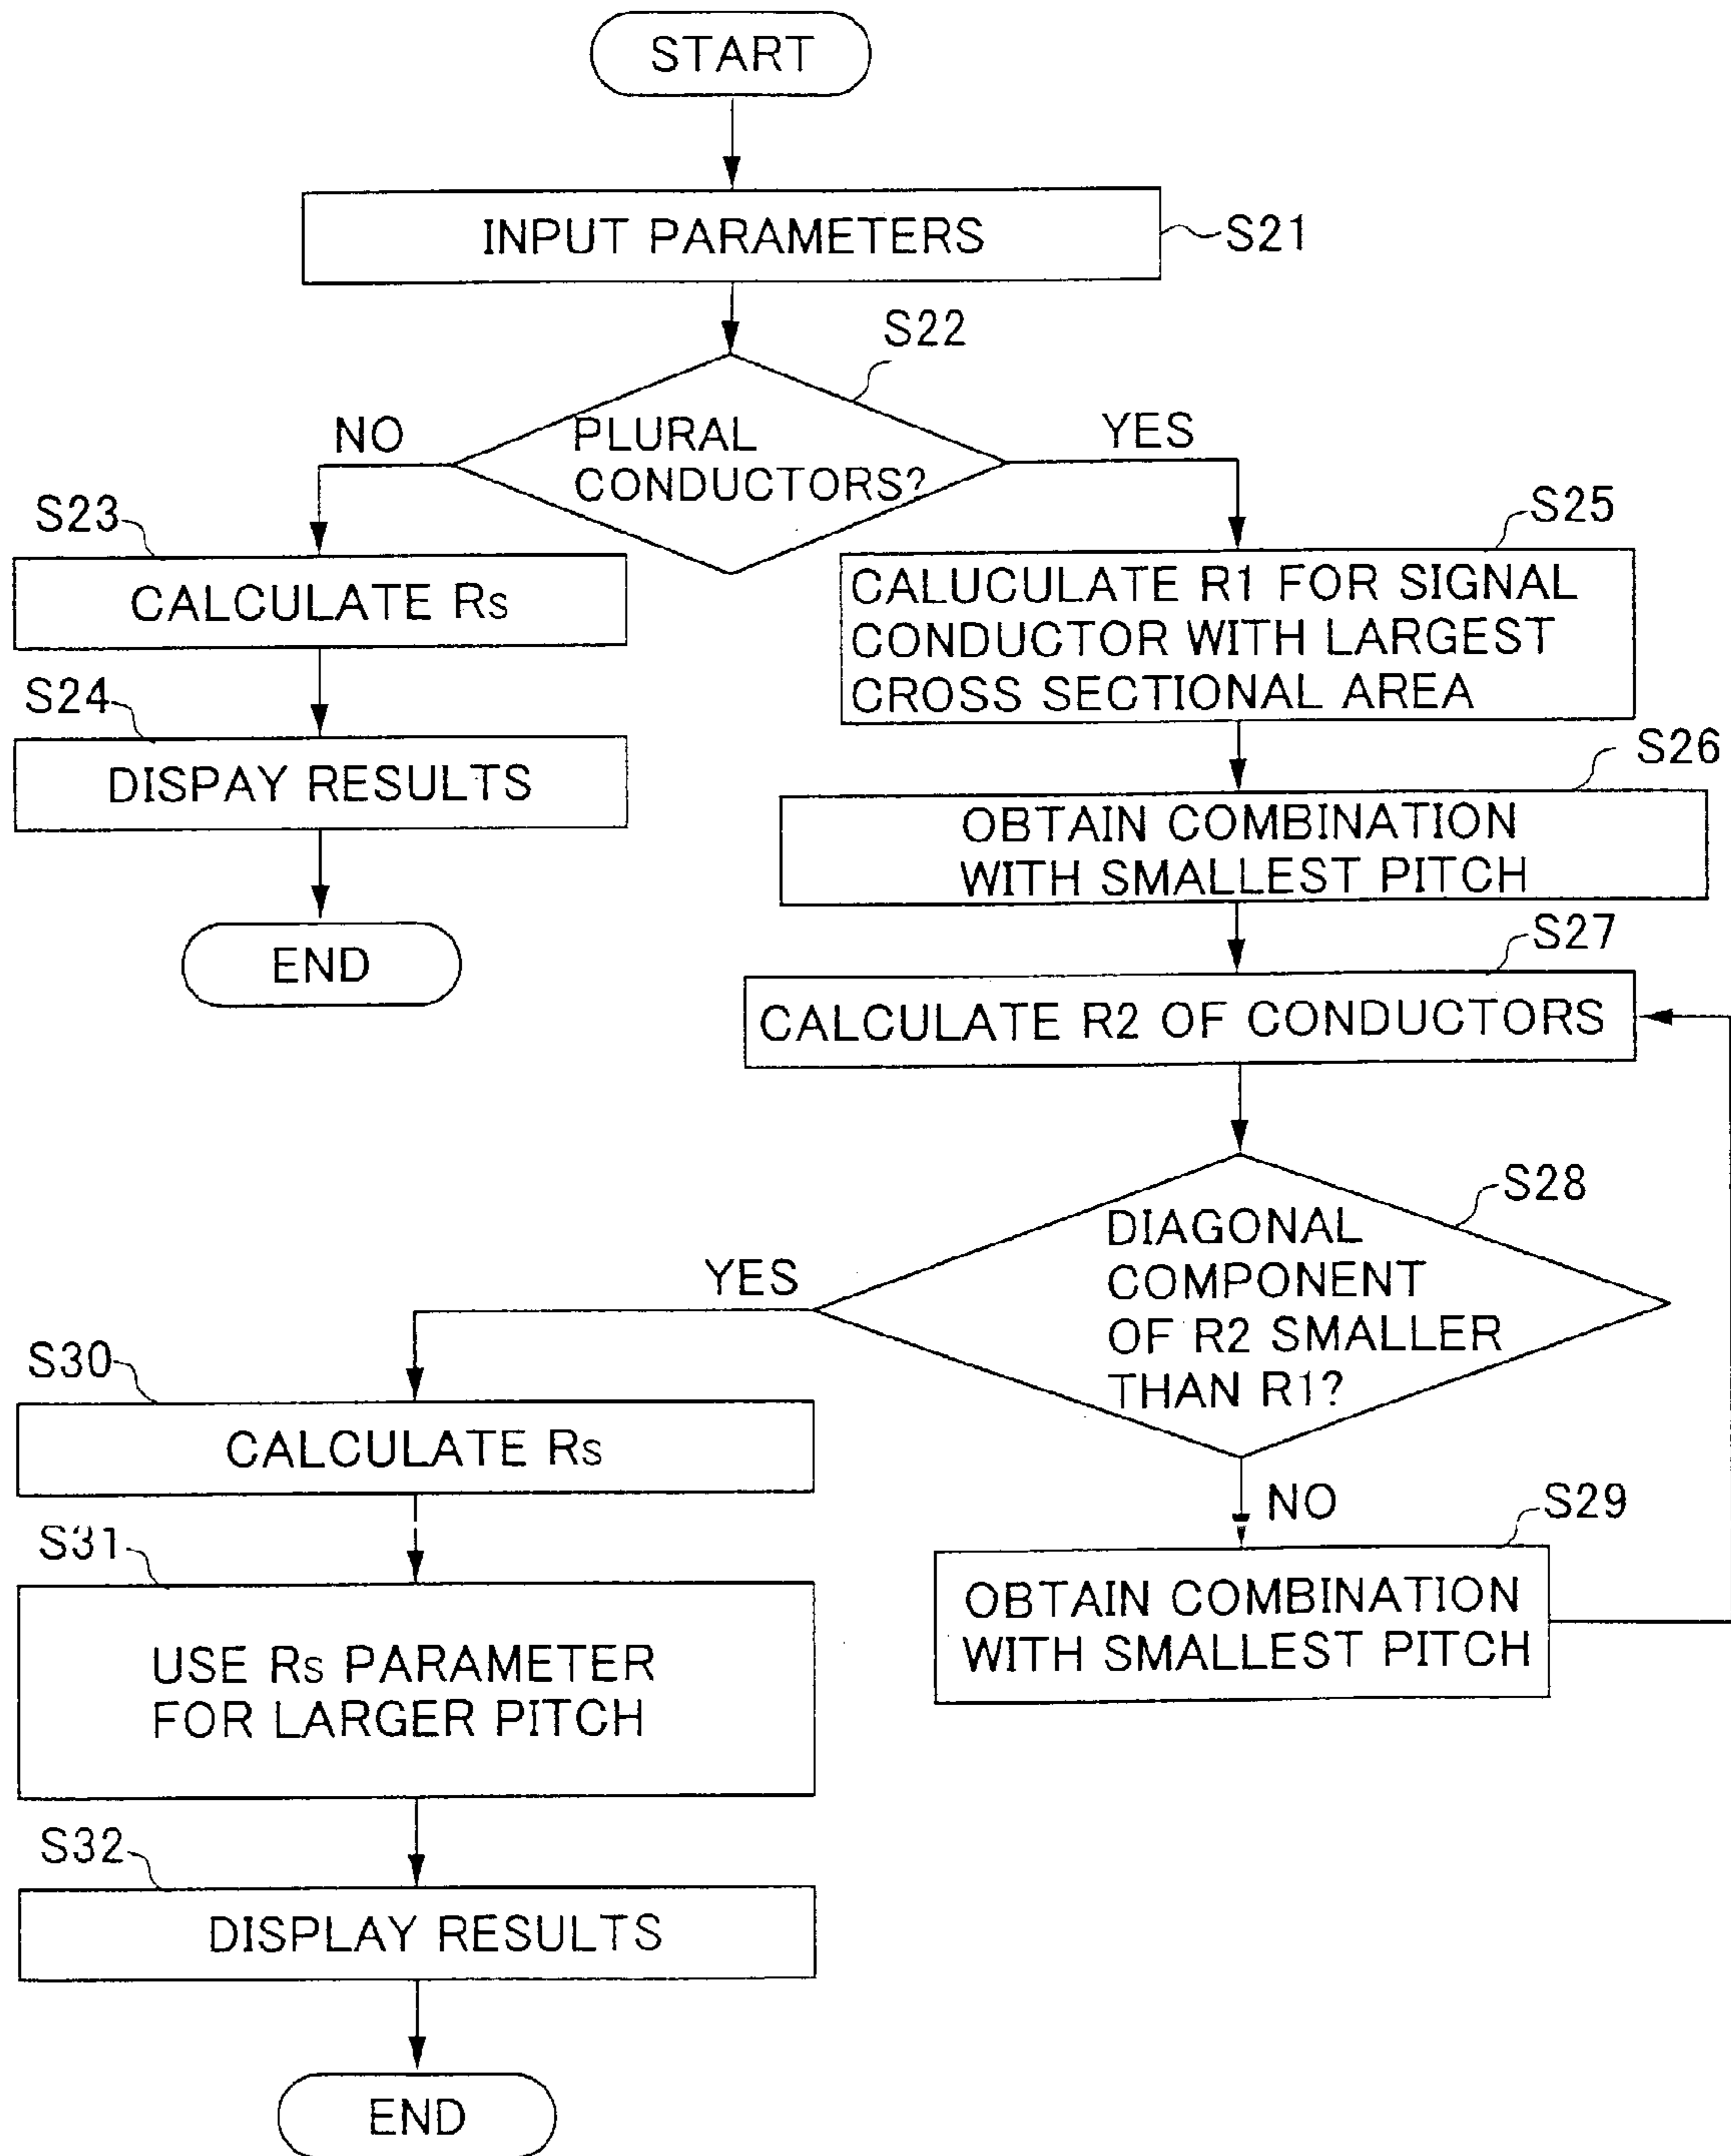 START
INPUT PARAMETERS
S21
S22
NO
PLURAL
CONDUCTORS?
YES
S23
CALCULATE Rs
S24
DISPAY RESULTS
END
S25
CALUCULATE R1 FOR SIGNAL
CONDUCTOR WITH LARGEST
CROSS SECTIONAL AREA
S26
OBTAIN COMBINATION
WITH SMALLEST PITCH
S27
CALCULATE R2 OF CONDUCTORS
S28
DIAGONAL
COMPONENT
OF R2 SMALLER
THAN R1?
YES
NO
S29
OBTAIN COMBINATION
WITH SMALLEST PITCH
S30
CALCULATE Rs
S31
USE Rs PARAMETER
FOR LARGER PITCH
S32
DISPLAY RESULTS
END